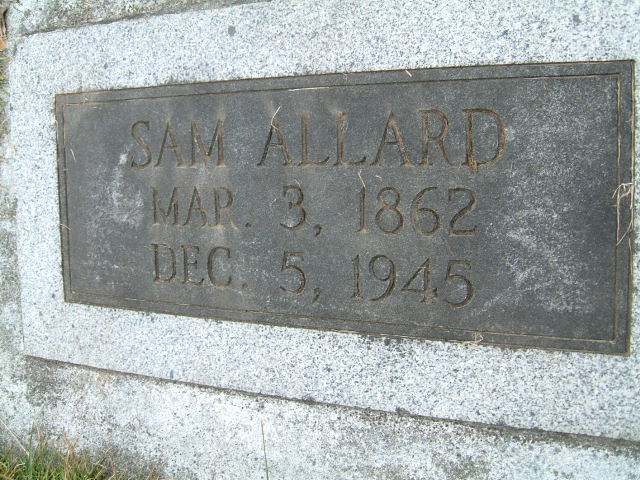 SAM ALLARD
MAR. 3, 1862
DEC. 5, 1945